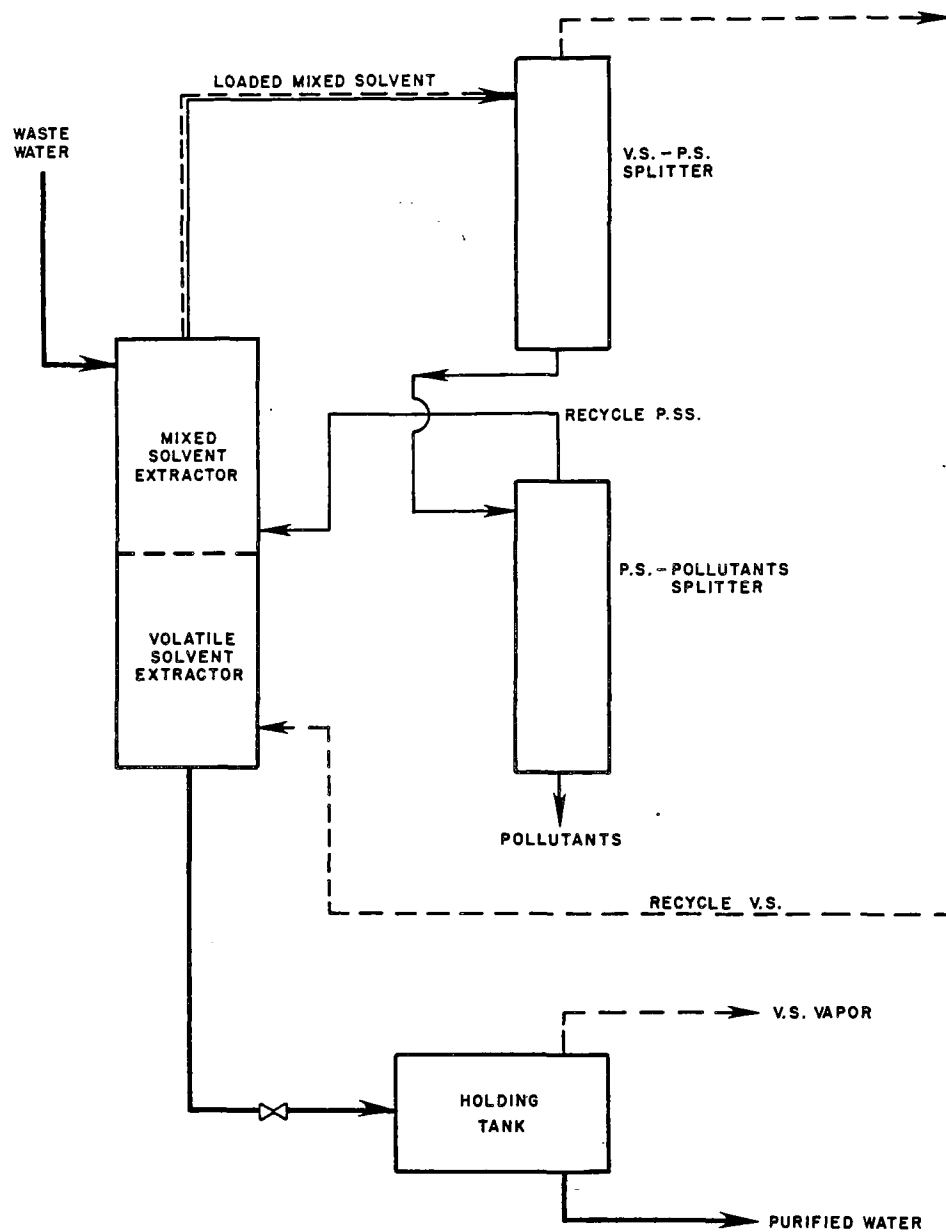 LOADED MIXED SOLVENT
WASTE
WATER
V.S.-P.S.
SPLITTER
RECYCLE P.SS.
MIXED
SOLVENT
EXTRACTOR
P.S.-POLLUTANTS
SPLITTER
VOLATILE
SOLVENT
EXTRACTOR
POLLUTANTS
RECYCLE V.S.
V.S. VAPOR
HOLDING
TANK
PURIFIED WATER